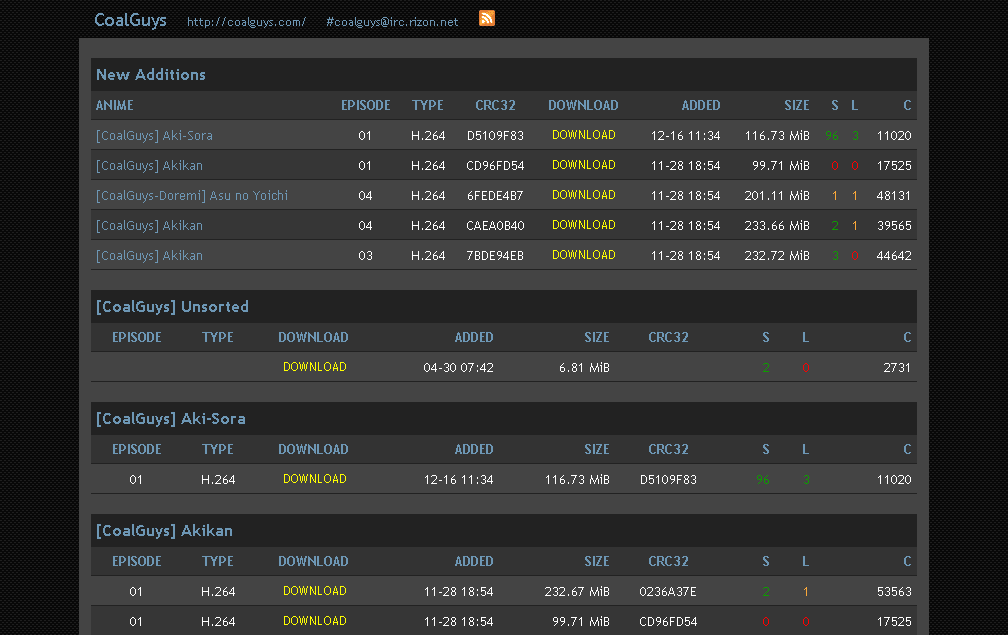 CoalGuys http://coalguys.com/ #coalguys@irc.rizon.net
New Additions
ANIME EPISODE TYPE CRC32 DOWNLOAD ADDED SIZE S L C
[CoalGuys] Aki-Sora 01 H.264 D5109F83 DOWNLOAD 12-16 11:34 116.73 MiB 96 3 11020
[CoalGuys] Akikan 01 H.264 CD96FD54 DOWNLOAD 11-28 18:54 99.71 MiB 0 0 17525
[CoalGuys-Doremi] Asu no Yoichi 04 H.264 6FEDE4B7 DOWNLOAD 11-28 18:54 201.11 MiB 1 1 48131
[CoalGuys] Akikan 04 H.264 CAEA0B40 DOWNLOAD 11-28 18:54 233.66 MiB 2 1 39565
[CoalGuys] Akikan 03 H.264 7BDE94EB DOWNLOAD 11-28 18:54 232.72 MiB 3 0 44642
[CoalGuys] Unsorted
EPISODE TYPE DOWNLOAD ADDED SIZE CRC32 S L C
DOWNLOAD 04-30 07:42 6.81 MiB 2 0 2731
[CoalGuys] Aki-Sora
EPISODE TYPE DOWNLOAD ADDED SIZE CRC32 S L C
01 H.264 DOWNLOAD 12-16 11:34 116.73 MiB D5109F83 96 3 11020
[CoalGuys] Akikan
EPISODE TYPE DOWNLOAD ADDED SIZE CRC32 S L C
01 H.264 DOWNLOAD 11-28 18:54 232.67 MiB 0236A37E 2 1 53563
01 H.264 DOWNLOAD 11-28 18:54 99.71 MiB CD96FD54 0 0 17525